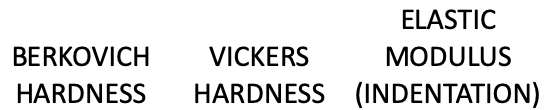 BERKOVICH
HARDNESS
VICKERS
HARDNESS
ELASTIC
MODULUS
(INDENTATION)